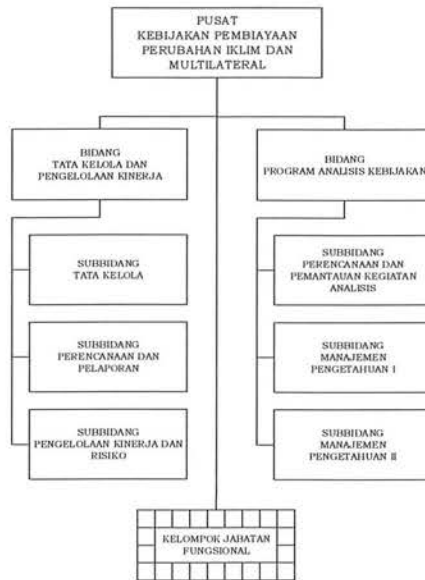 PUSAT
KEBIJAKAN PEMBIAYAAN
PERUBAHAN IKLIM DAN
MULTILATERAL
BIDANG
TATA KELOLA DAN
PENGELOLAAN KINERJA
SUBBIDANG
TATA KELOLA
SUBBIDANG
PERENCANAAN DAN
PELAPORAN
SUBBIDANG
PENGELOLAAN KINERJA DAN
RISIKO
BIDANG
PROGRAM ANALISIS KEBIJAKAN
SUBBIDANG
PERENCANAAN DAN
PEMANTAUAN KEGIATAN
ANALISIS
SUBBIDANG
MANAJEMEN
PENGETAHUAN I
SUBBIDANG
MANAJEMEN
PENGETAHUAN II
KELOMPOK JABATAN
FUNGSIONAL